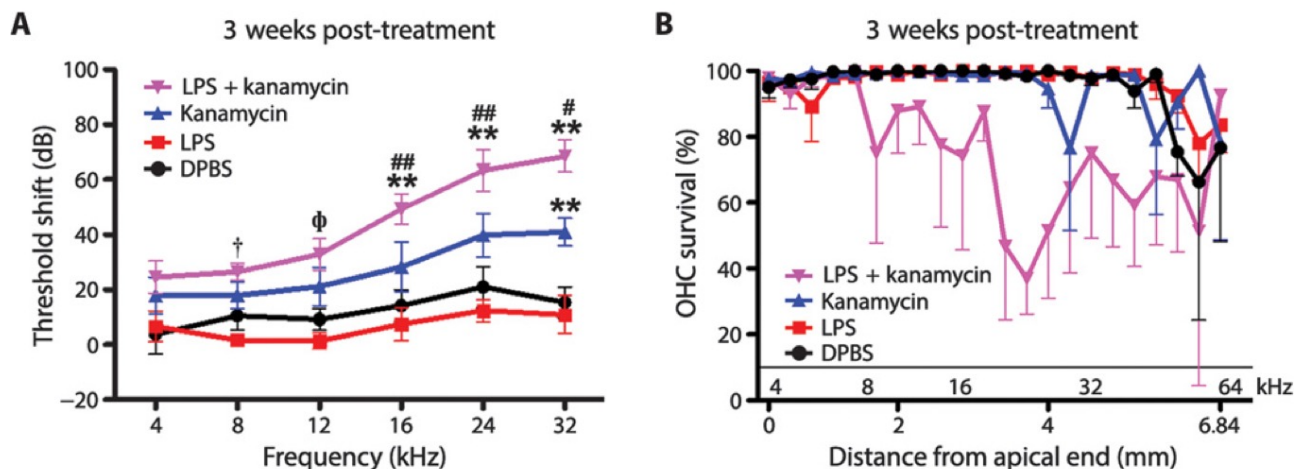 A
3 weeks post-treatment
Threshold shift (dB)
100
80
60
40
20
0
−20
LPS + kanamycin
Kanamycin
LPS
DPBS
†
ϕ
##
**
##
**
#
**
**
4 8 12 16 24 32
Frequency (kHz)
B
3 weeks post-treatment
OHC survival (%)
100
80
60
40
20
0
LPS + kanamycin
Kanamycin
LPS
DPBS
4 8 16 32 64 kHz
0 2 4 6.84
Distance from apical end (mm)